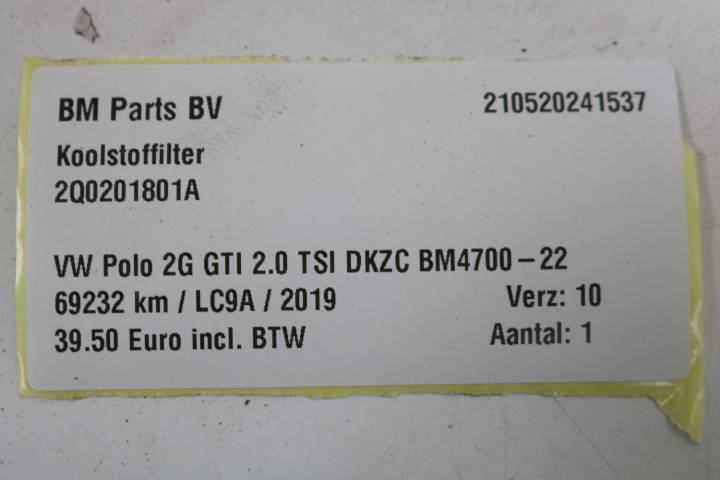 BM Parts BV 210520241537
Koolstoffilter
2Q0201801A
VW Polo 2G GTI 2.0 TSI DKZC BM4700-22
69232 km / LC9A / 2019 Verz: 10
39.50 Euro incl. BTW Aantal: 1